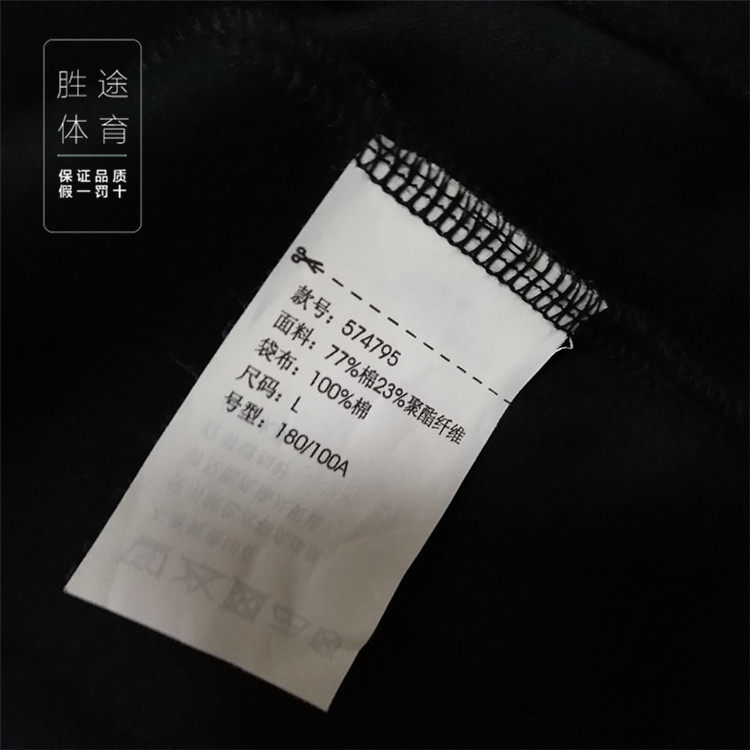 胜途
体育
保证品质
假一罚十
款号：574795
面料：77%棉23%聚酯纤维
袋布：100%棉
尺码：L
号型：180/100A